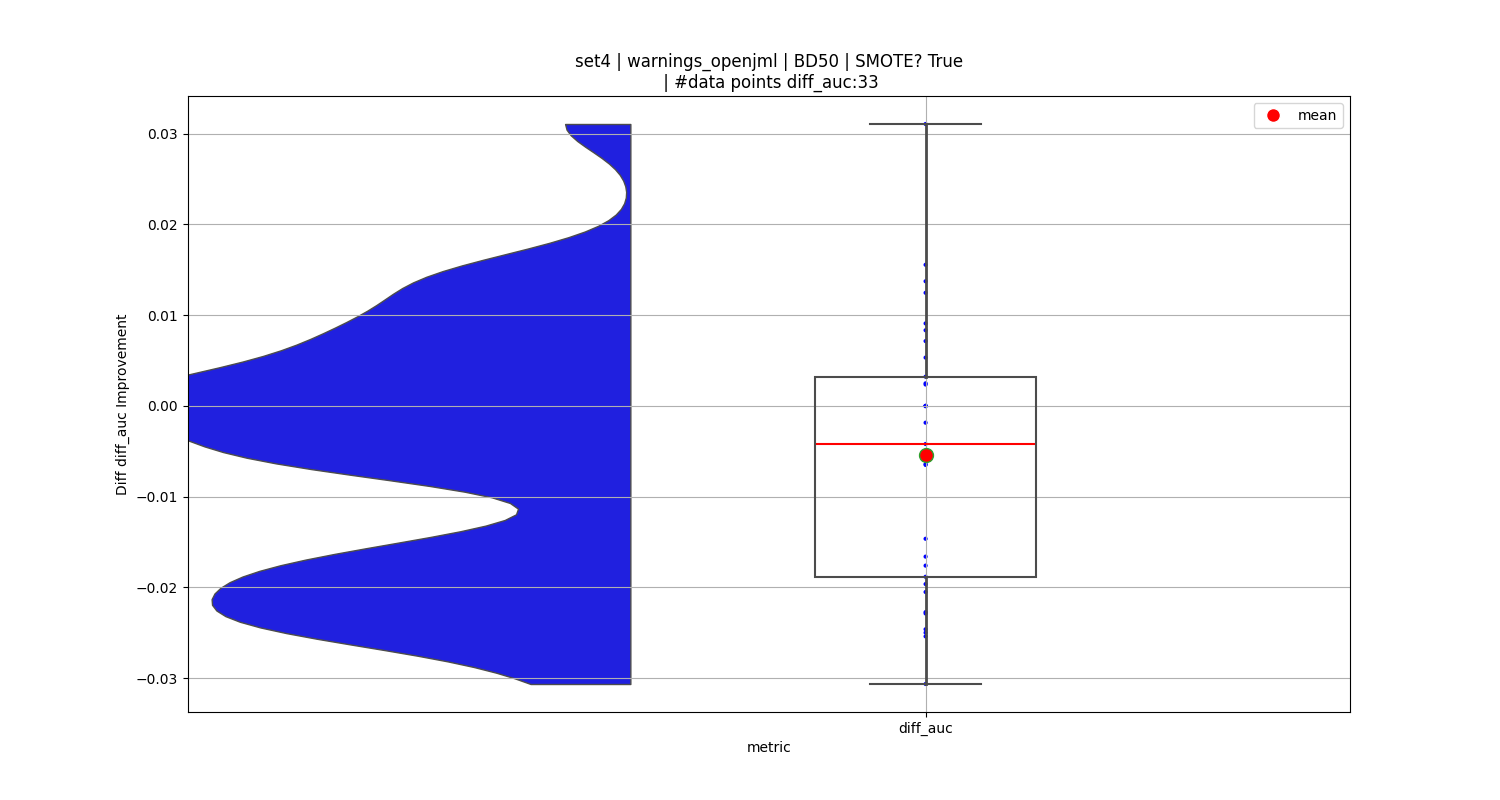 set4 | warnings_openjml | BD50 | SMOTE? True
| #data points diff_auc:33
mean
0.03
0.02
0.01
0.00
−0.01
−0.02
−0.03
Diff diff_auc Improvement
diff_auc
metric